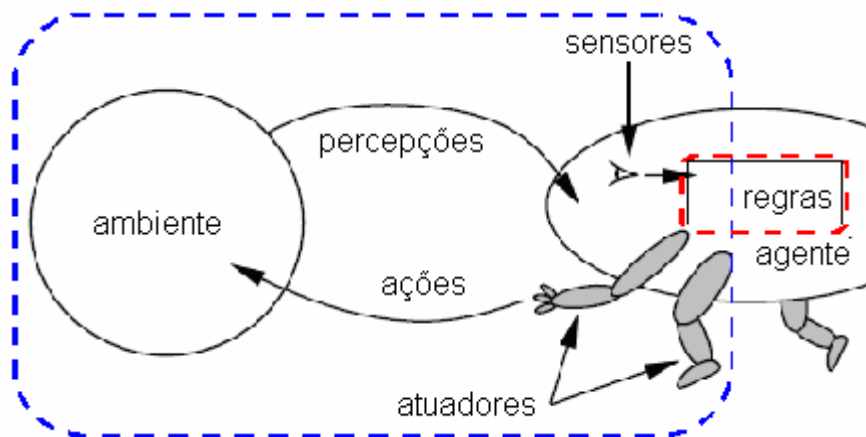 sensores
percepções
ambiente
regras
agente
ações
atuadores